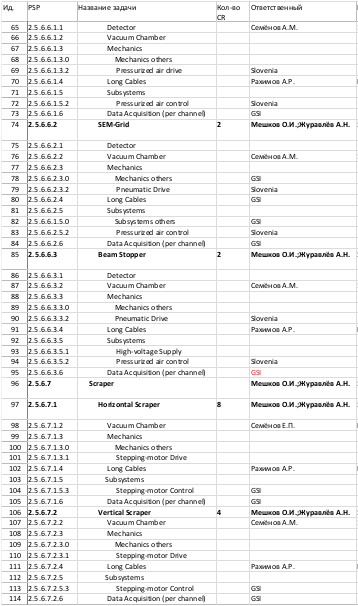 Ид. PSP Название задачи Кол-во CR Ответственный
65 2.5.6.6.1.1 Detector Семёнов А.М.
66 2.5.6.6.1.2 Vacuum Chamber
67 2.5.6.6.1.3 Mechanics
68 2.5.6.6.1.3.0 Mechanics others
69 2.5.6.6.1.3.2 Pressurized air drive Slovenia
70 2.5.6.6.1.4 Long Cables Рахимов А.Р.
71 2.5.6.6.1.5 Subsystems
72 2.5.6.6.1.5.2 Pressurized air control Slovenia
73 2.5.6.6.1.6 Data Acquisition (per channel) GSI
74 2.5.6.6.2 SEM-Grid 2 Мешков О.И.;Журавлёв А.Н.
75 2.5.6.6.2.1 Detector
76 2.5.6.6.2.2 Vacuum Chamber Семёнов А.М.
77 2.5.6.6.2.3 Mechanics
78 2.5.6.6.2.3.0 Mechanics others GSI
79 2.5.6.6.2.3.2 Pneumatic Drive Slovenia
80 2.5.6.6.2.4 Long Cables GSI
81 2.5.6.6.2.5 Subsystems
82 2.5.6.6.1.5.0 Subsystems others GSI
83 2.5.6.6.2.5.2 Pressurized air control Slovenia
84 2.5.6.6.2.6 Data Acquisition (per channel) GSI
85 2.5.6.6.3 Beam Stopper 2 Мешков О.И.;Журавлёв А.Н.
86 2.5.6.6.3.1 Detector
87 2.5.6.6.3.2 Vacuum Chamber Семёнов А.М.
88 2.5.6.6.3.3 Mechanics
89 2.5.6.6.3.3.0 Mechanics others
90 2.5.6.6.3.3.2 Pneumatic Drive Slovenia
91 2.5.6.6.3.4 Long Cables Рахимов А.Р.
92 2.5.6.6.3.5 Subsystems
93 2.5.6.6.3.5.1 High-voltage Supply
94 2.5.6.6.3.5.2 Pressurized air control Slovenia
95 2.5.6.6.3.6 Data Acquisition (per channel) GSI
96 2.5.6.7 Scraper Мешков О.И.;Журавлёв А.Н.
97 2.5.6.7.1 Horizontal Scraper 8 Мешков О.И.;Журавлёв А.Н.
98 2.5.6.7.1.2 Vacuum Chamber Семёнов Е.П.
99 2.5.6.7.1.3 Mechanics
100 2.5.6.7.1.3.0 Mechanics others
101 2.5.6.7.1.3.1 Stepping-motor Drive
102 2.5.6.7.1.4 Long Cables Рахимов А.Р.
103 2.5.6.7.1.5 Subsystems
104 2.5.6.7.1.5.3 Stepping-motor Control GSI
105 2.5.6.7.1.6 Data Acquisition (per channel) GSI
106 2.5.6.7.2 Vertical Scraper 4 Мешков О.И.;Журавлёв А.Н.
107 2.5.6.7.2.2 Vacuum Chamber Семёнов А.М.
108 2.5.6.7.2.3 Mechanics
109 2.5.6.7.2.3.0 Mechanics others
110 2.5.6.7.2.3.1 Stepping-motor Drive
111 2.5.6.7.2.4 Long Cables Рахимов А.Р.
112 2.5.6.7.2.5 Subsystems
113 2.5.6.7.2.5.3 Stepping-motor Control GSI
114 2.5.6.7.2.6 Data Acquisition (per channel) GSI